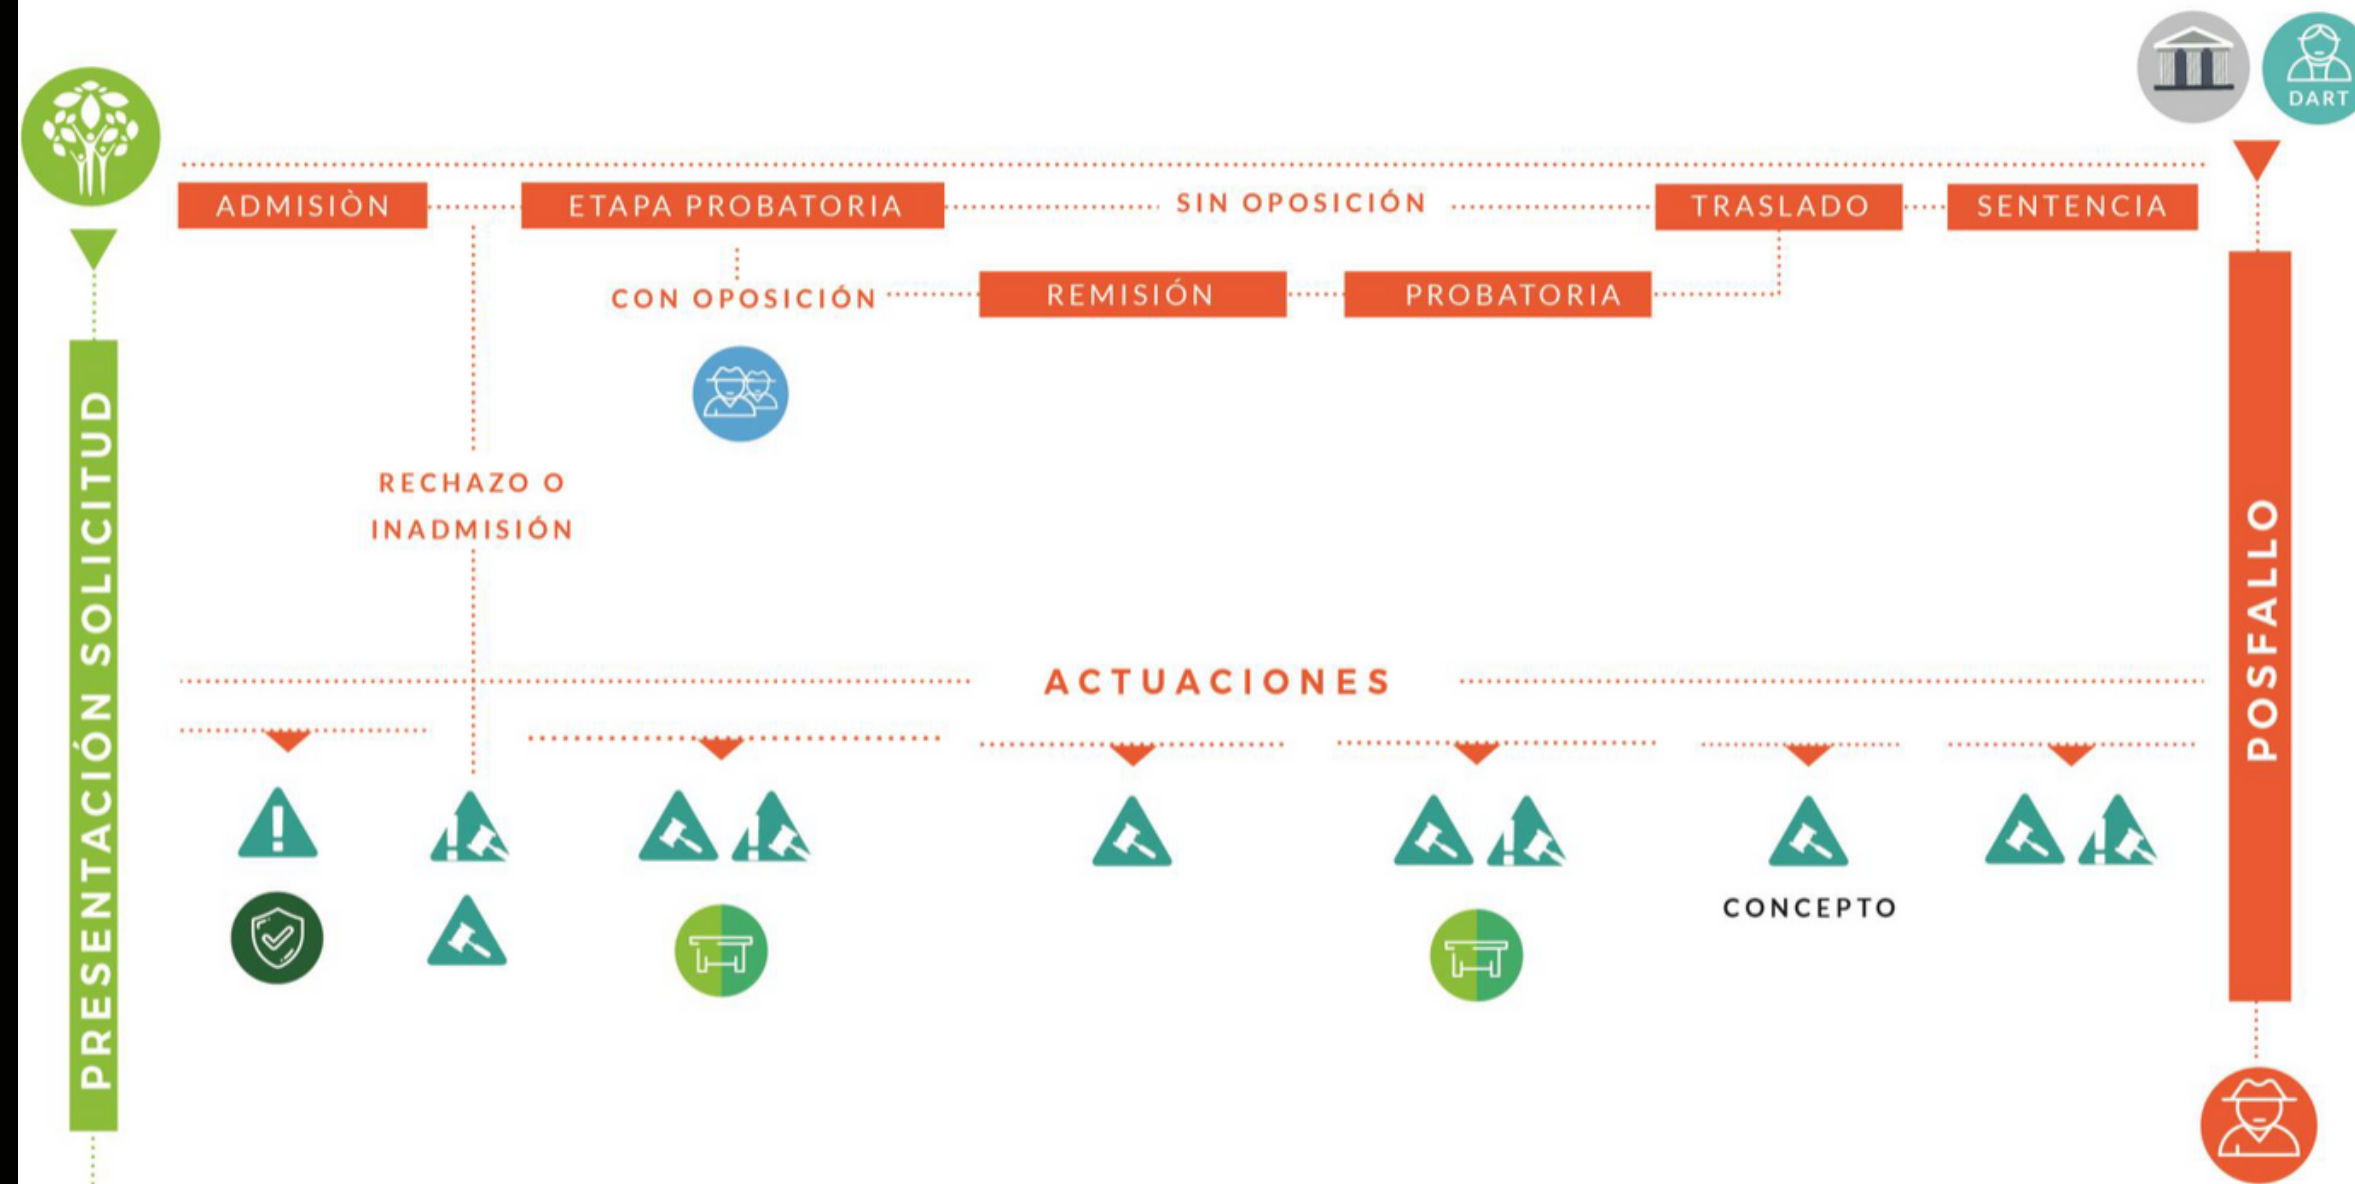 DART
ADMISIÒN
ETAPA PROBATORIA
SIN OPOSICIÓN
TRASLADO
SENTENCIA
CON OPOSICIÓN
REMISIÓN
PROBATORIA
RECHAZO O
INADMISIÓN
PRESENTACIÓN SOLICITUD
POSFALLO
ACTUACIONES
CONCEPTO